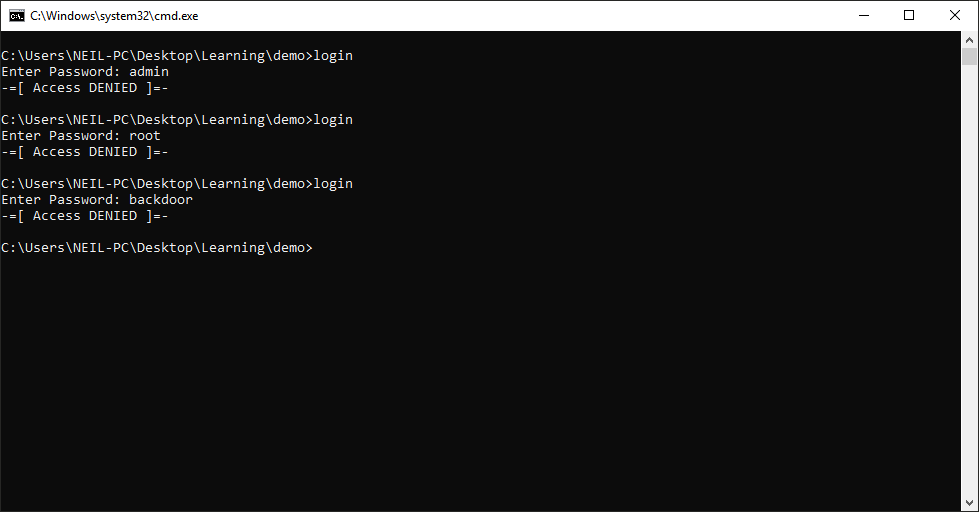 C:\Windows\system32\cmd.exe
C:\Users\NEIL-PC\Desktop\Learning\demo>login
Enter Password: admin
-=[ Access DENIED ]=-
C:\Users\NEIL-PC\Desktop\Learning\demo>login
Enter Password: root
-=[ Access DENIED ]=-
C:\Users\NEIL-PC\Desktop\Learning\demo>login
Enter Password: backdoor
-=[ Access DENIED ]=-
C:\Users\NEIL-PC\Desktop\Learning\demo>